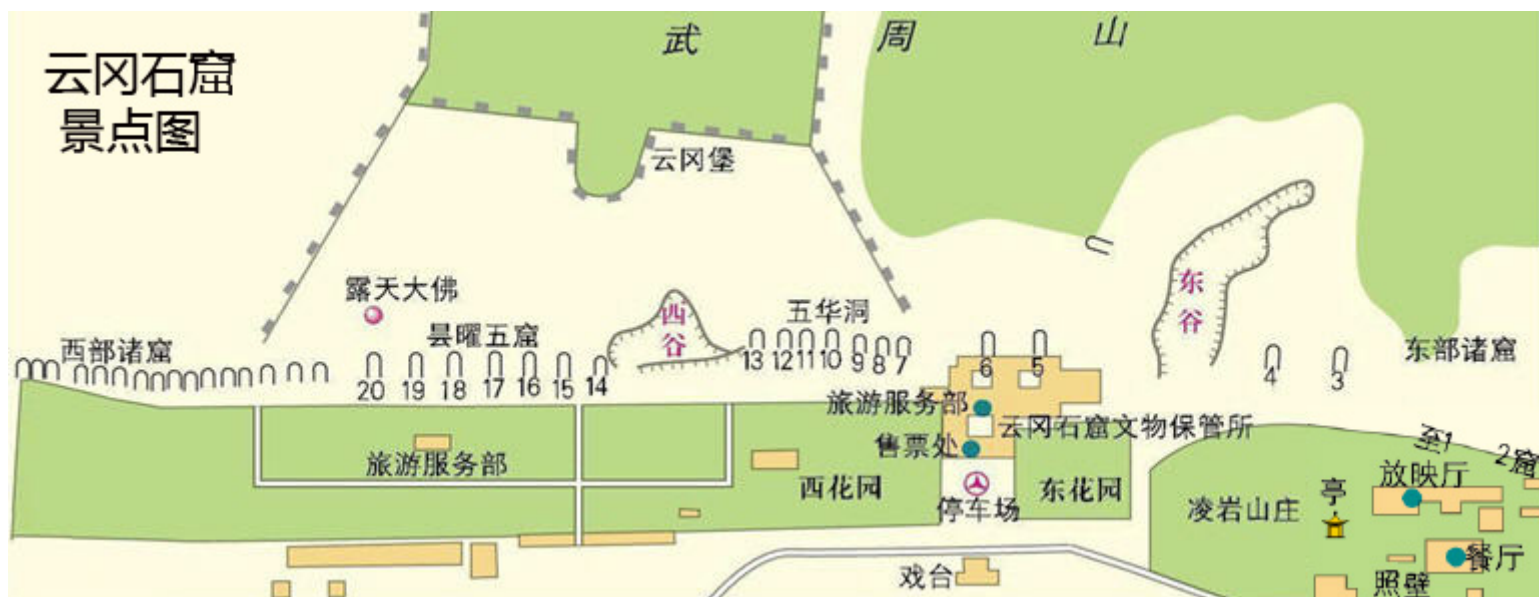 云冈石窟
景点图
武
周
山
云冈堡
露天大佛
西谷
五华洞
东谷
西部诸窟
昙曜五窟
东部诸窟
20 19 18 17 16 15 14
13 12 11 10 9 8 7
6 5
4 3
旅游服务部
云冈石窟文物保管所
售票处
旅游服务部
西花园
停车场
东花园
至1
2窟
凌岩山庄
亭
放映厅
餐厅
戏台
照壁